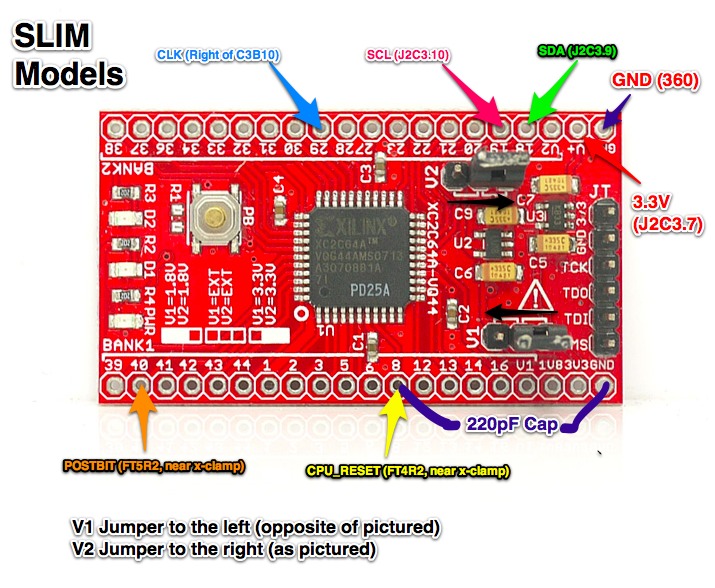 SLIM
Models
CLK (Right of C3B10)
SCL (J2C3.10)
SDA (J2C3.9)
GND (360)
38 37 36 34 33 32 31 30 29 28 27 23 22 21 20 19 18 V2 V+
BANK2
R3
R1
C4
C3
V2
JT
D2
PB
XILINX
XC2C64A™
VQG44AMS0713
PD25A
XC2C64A-VQ44
C9
C7
U3
U2
C6
C5
3.3V
(J2C3.7)
GND 3/3
TCK
TDO
TDI
MS
R2
D1
R4
PWR
V1=1.8V
V2=1.8V
V1=EXT
V2=EXT
V1=3.3V
V2=3.3V
U1
C1
C2
V1
BANK1
39 40 41 42 43 44 1 2 3 5 6 8 12 13 14 16 V1 1V8 3V3 GND
220pF Cap
POSTBIT (FT5R2, near x-clamp)
CPU_RESET (FT4R2, near x-clamp)
V1 Jumper to the left (opposite of pictured)
V2 Jumper to the right (as pictured)